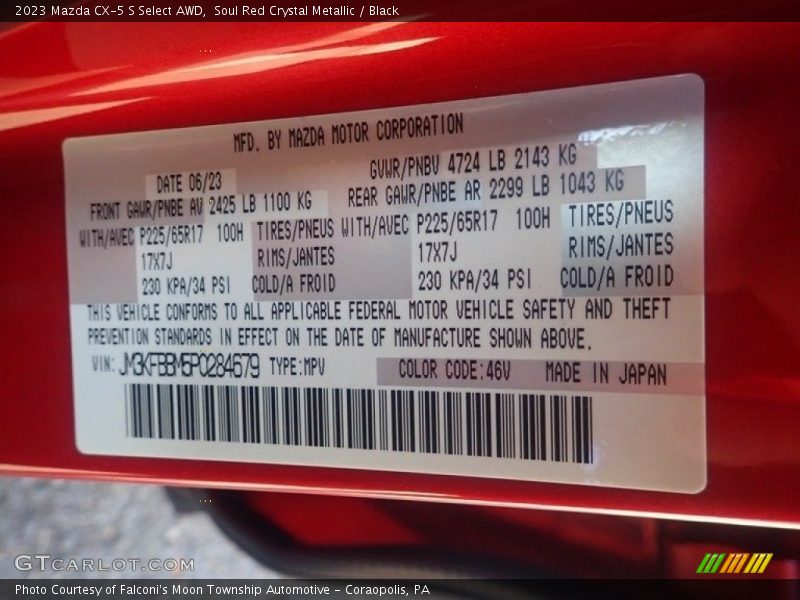 2023 Mazda CX-5 S Select AWD, Soul Red Crystal Metallic / Black
MFD. BY MAZDA MOTOR CORPORATION
DATE 06/23 GVWR/PNBV 4724 LB 2143 KG
FRONT GAWR/PNBE AV 2425 LB 1100 KG REAR GAWR/PNBE AR 2299 LB 1043 KG
WITH/AVEC P225/65R17 100H TIRES/PNEUS WITH/AVEC P225/65R17 100H TIRES/PNEUS
17X7J RIMS/JANTES 17X7J RIMS/JANTES
230 KPA/34 PSI COLD/A FROID 230 KPA/34 PSI COLD/A FROID
THIS VEHICLE CONFORMS TO ALL APPLICABLE FEDERAL MOTOR VEHICLE SAFETY AND THEFT
PREVENTION STANDARDS IN EFFECT ON THE DATE OF MANUFACTURE SHOWN ABOVE.
VIN: JM3KFBBM5P0284679 TYPE:MPV COLOR CODE:46V MADE IN JAPAN
GTCARLOT.COM
Photo Courtesy of Falconi's Moon Township Automotive - Coraopolis, PA